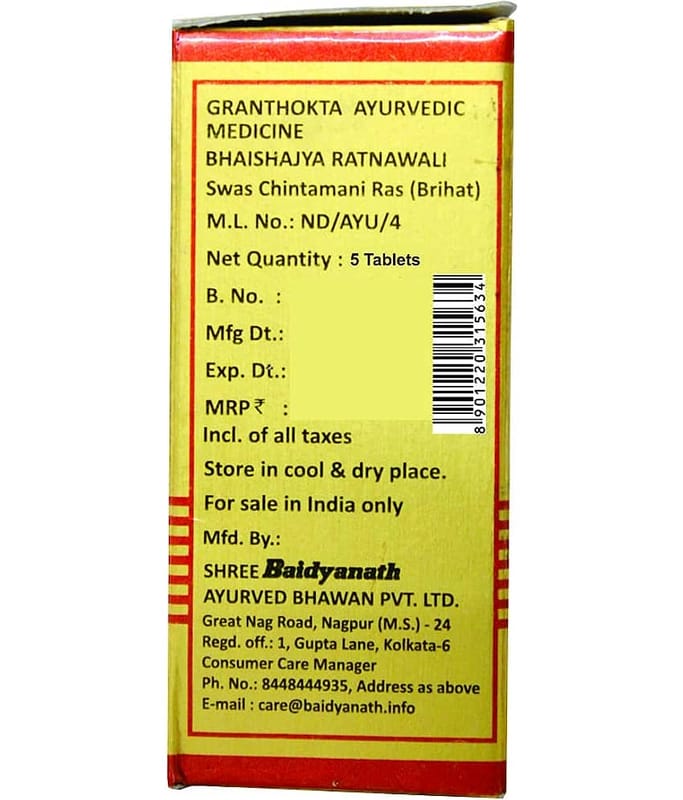 GRANTHOKTA AYURVEDIC
MEDICINE
BHAISHAJYA RATNAWALI
Swas Chintamani Ras (Brihat)
M.L. No.: ND/AYU/4
Net Quantity : 5 Tablets
B. No. :
Mfg Dt.:
Exp. Dt.:
MRP₹ :
Incl. of all taxes
8 901220 315634
Store in cool & dry place.
For sale in India only
Mfd. By.:
SHREE Baidyanath
AYURVED BHAWAN PVT. LTD.
Great Nag Road, Nagpur (M.S.) - 24
Regd. off.: 1, Gupta Lane, Kolkata-6
Consumer Care Manager
Ph. No.: 8448444935, Address as above
E-mail : care@baidyanath.info